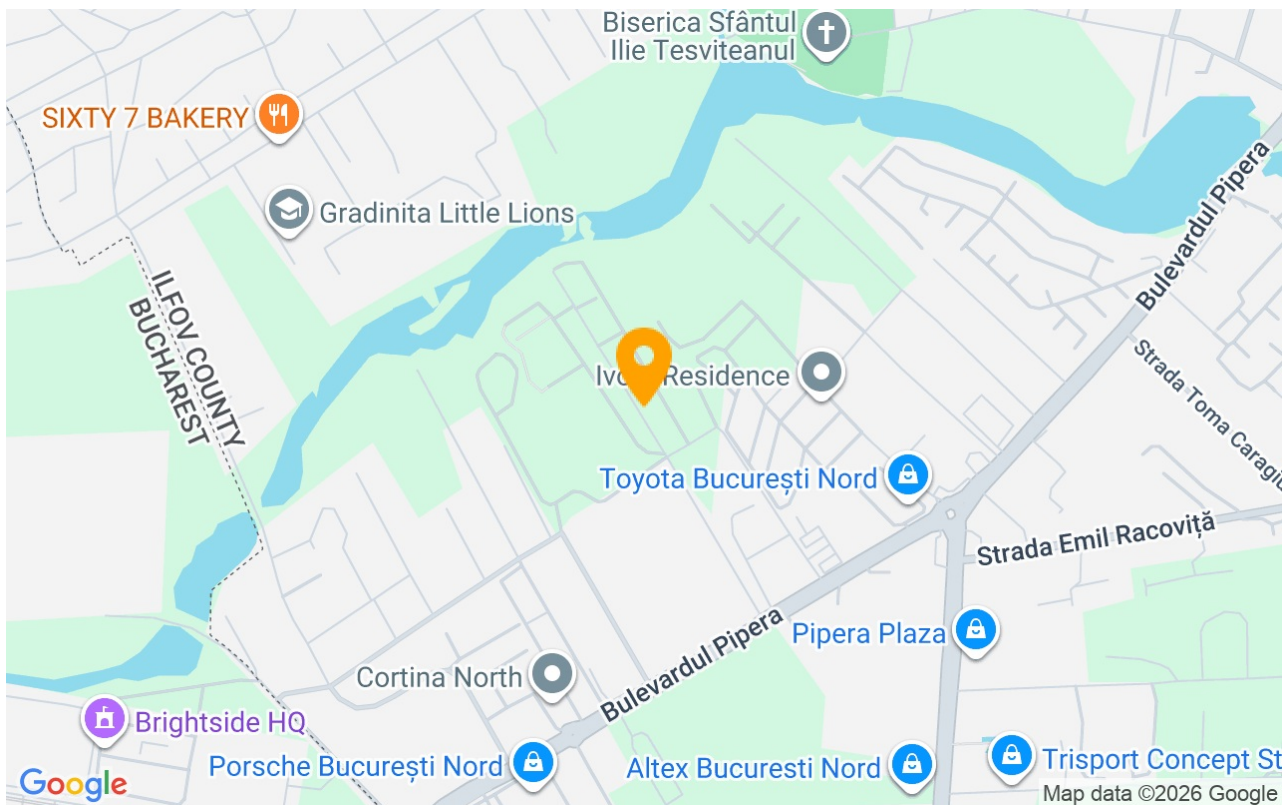 Biserica Sfântul
Ilie Tesviteanul
SIXTY 7 BAKERY
Gradinita Little Lions
Bulevardul Pipera
ILFOV COUNTY
BUCHAREST
Residence
Strada Toma
Toyota București Nord
Strada Emil Racoviță
Pipera Plaza
Bulevardul Pipera
Cortina North
Brightside HQ
Porsche București Nord
Altex Bucuresti Nord
Trisport Concept St
Google
Map data ©2026 Google